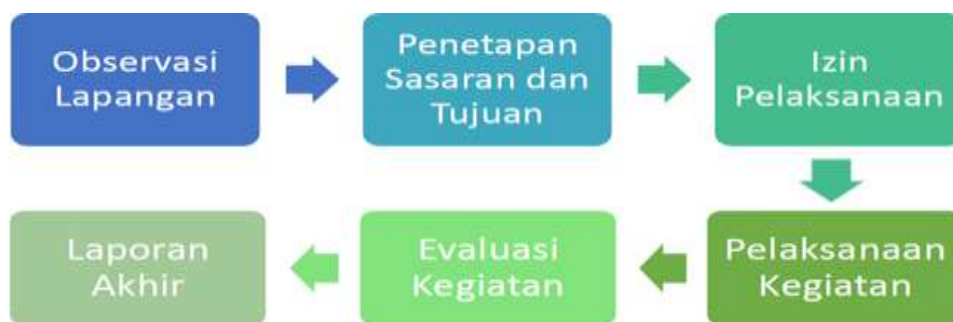 Observasi
Lapangan
Penetapan
Sasaran dan
Tujuan
Izin
Pelaksanaan
Pelaksanaan
Kegiatan
Evaluasi
Kegiatan
Laporan
Akhir